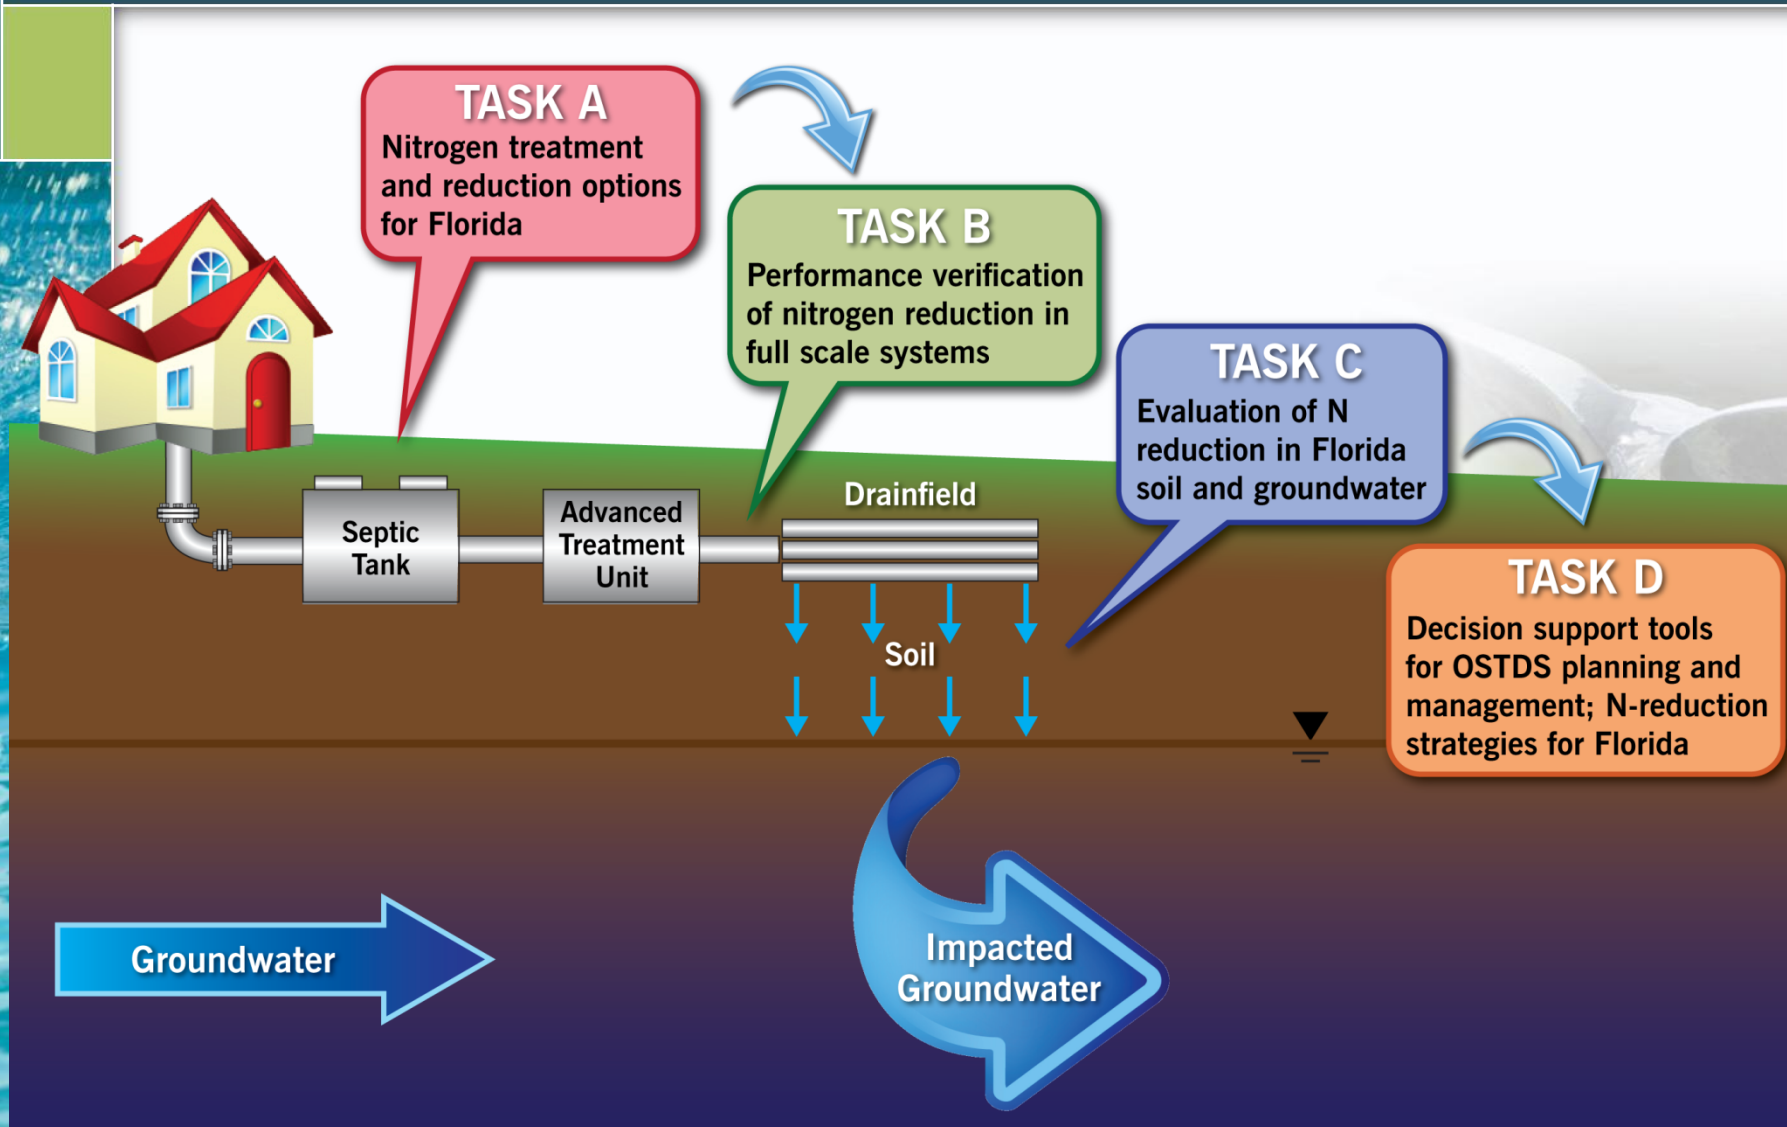 TASK A
Nitrogen treatment
and reduction options
for Florida
TASK B
Performance verification
of nitrogen reduction in
full scale systems
TASK C
Evaluation of N
reduction in Florida
soil and groundwater
TASK D
Decision support tools
for OSTDS planning and
management; N-reduction
strategies for Florida
Septic
Tank
Advanced
Treatment
Unit
Drainfield
Soil
Groundwater
Impacted
Groundwater